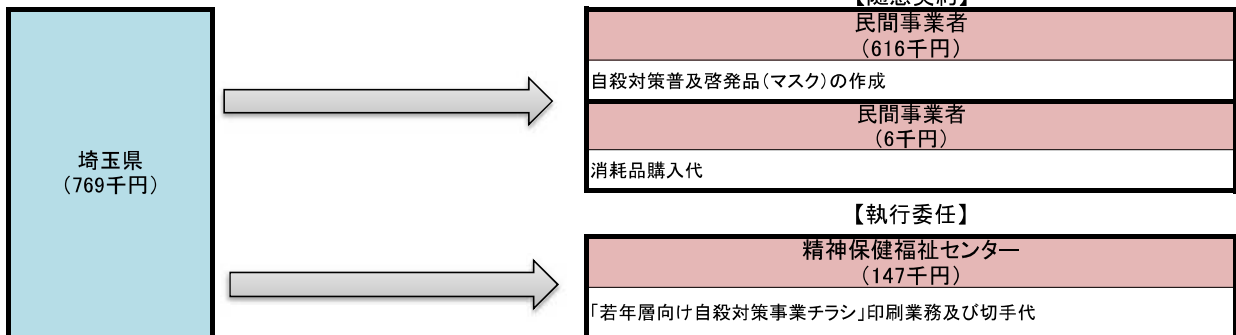 【随意契約】
民間事業者
（616千円）
自殺対策普及啓発品（マスク）の作成
民間事業者
（6千円）
消耗品購入代
埼玉県
（769千円）
【執行委任】
精神保健福祉センター
（147千円）
「若年層向け自殺対策事業チラシ」印刷業務及び切手代